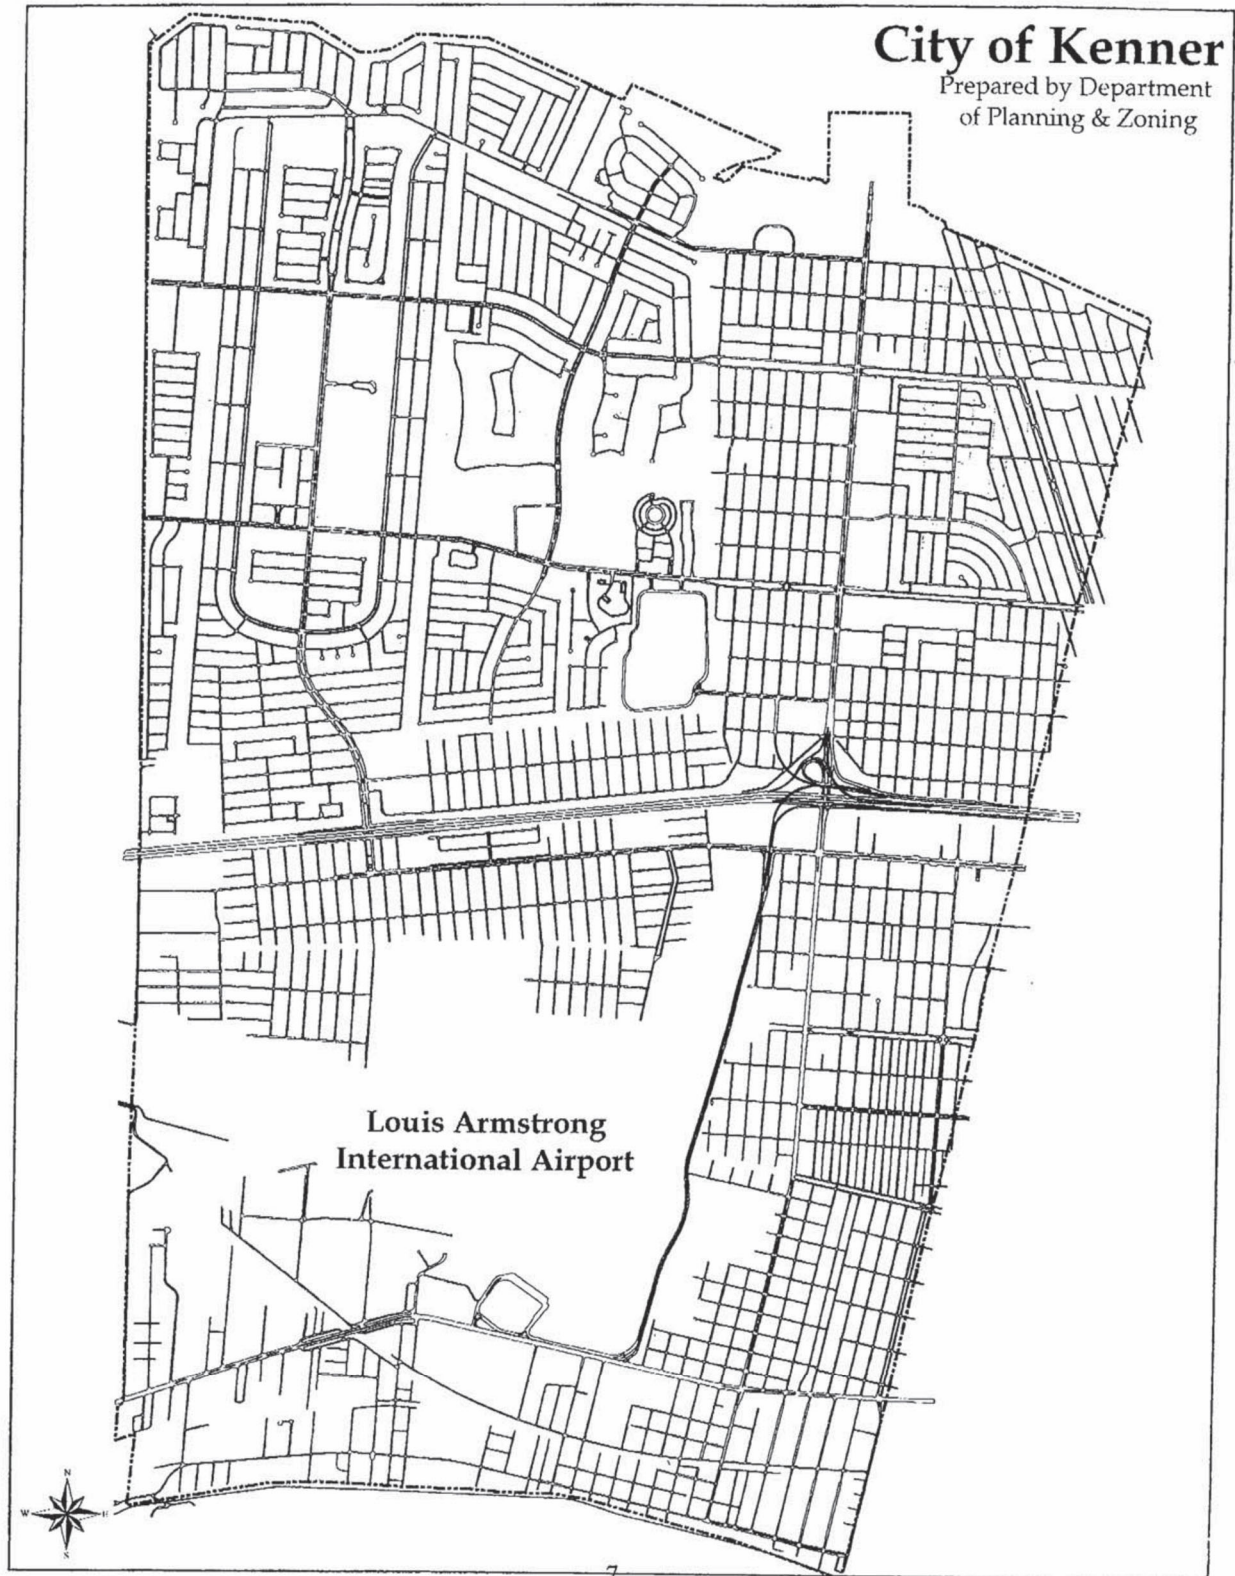 City of Kenner
Prepared by Department
of Planning & Zoning
Louis Armstrong
International Airport
N
W
S
7